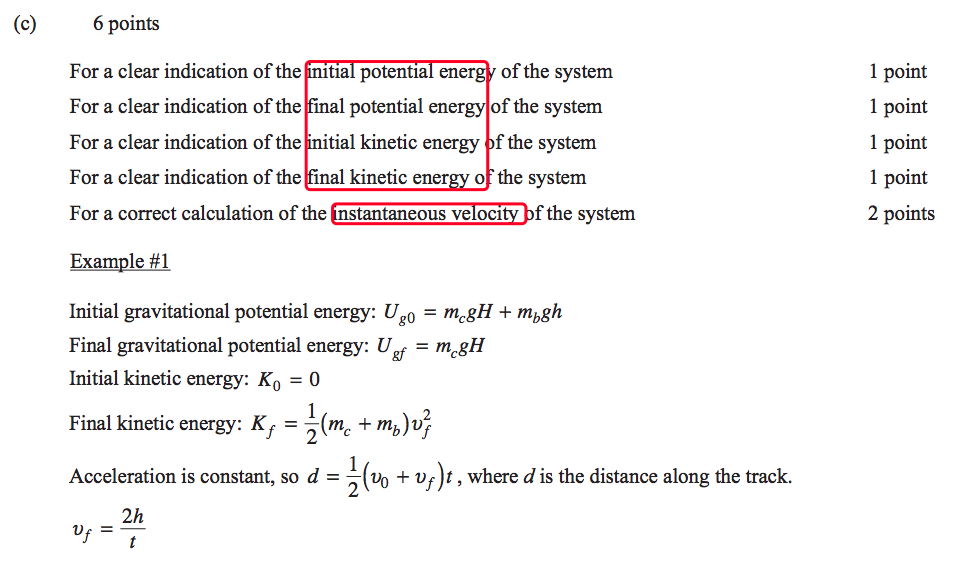 (c) 6 points
For a clear indication of the initial potential energy of the system 1 point
For a clear indication of the final potential energy of the system 1 point
For a clear indication of the initial kinetic energy of the system 1 point
For a clear indication of the final kinetic energy of the system 1 point
For a correct calculation of the instantaneous velocity of the system 2 points
Example #1
Initial gravitational potential energy: U_{g0} = m_c gH + m_b gh
Final gravitational potential energy: U_{gf} = m_c gH
Initial kinetic energy: K_0 = 0
Final kinetic energy: K_f = \frac{1}{2}(m_c + m_b)υ_f^2
Acceleration is constant, so d = \frac{1}{2}(υ_0 + υ_f)t, where d is the distance along the track.
υ_f = \frac{2h}{t}